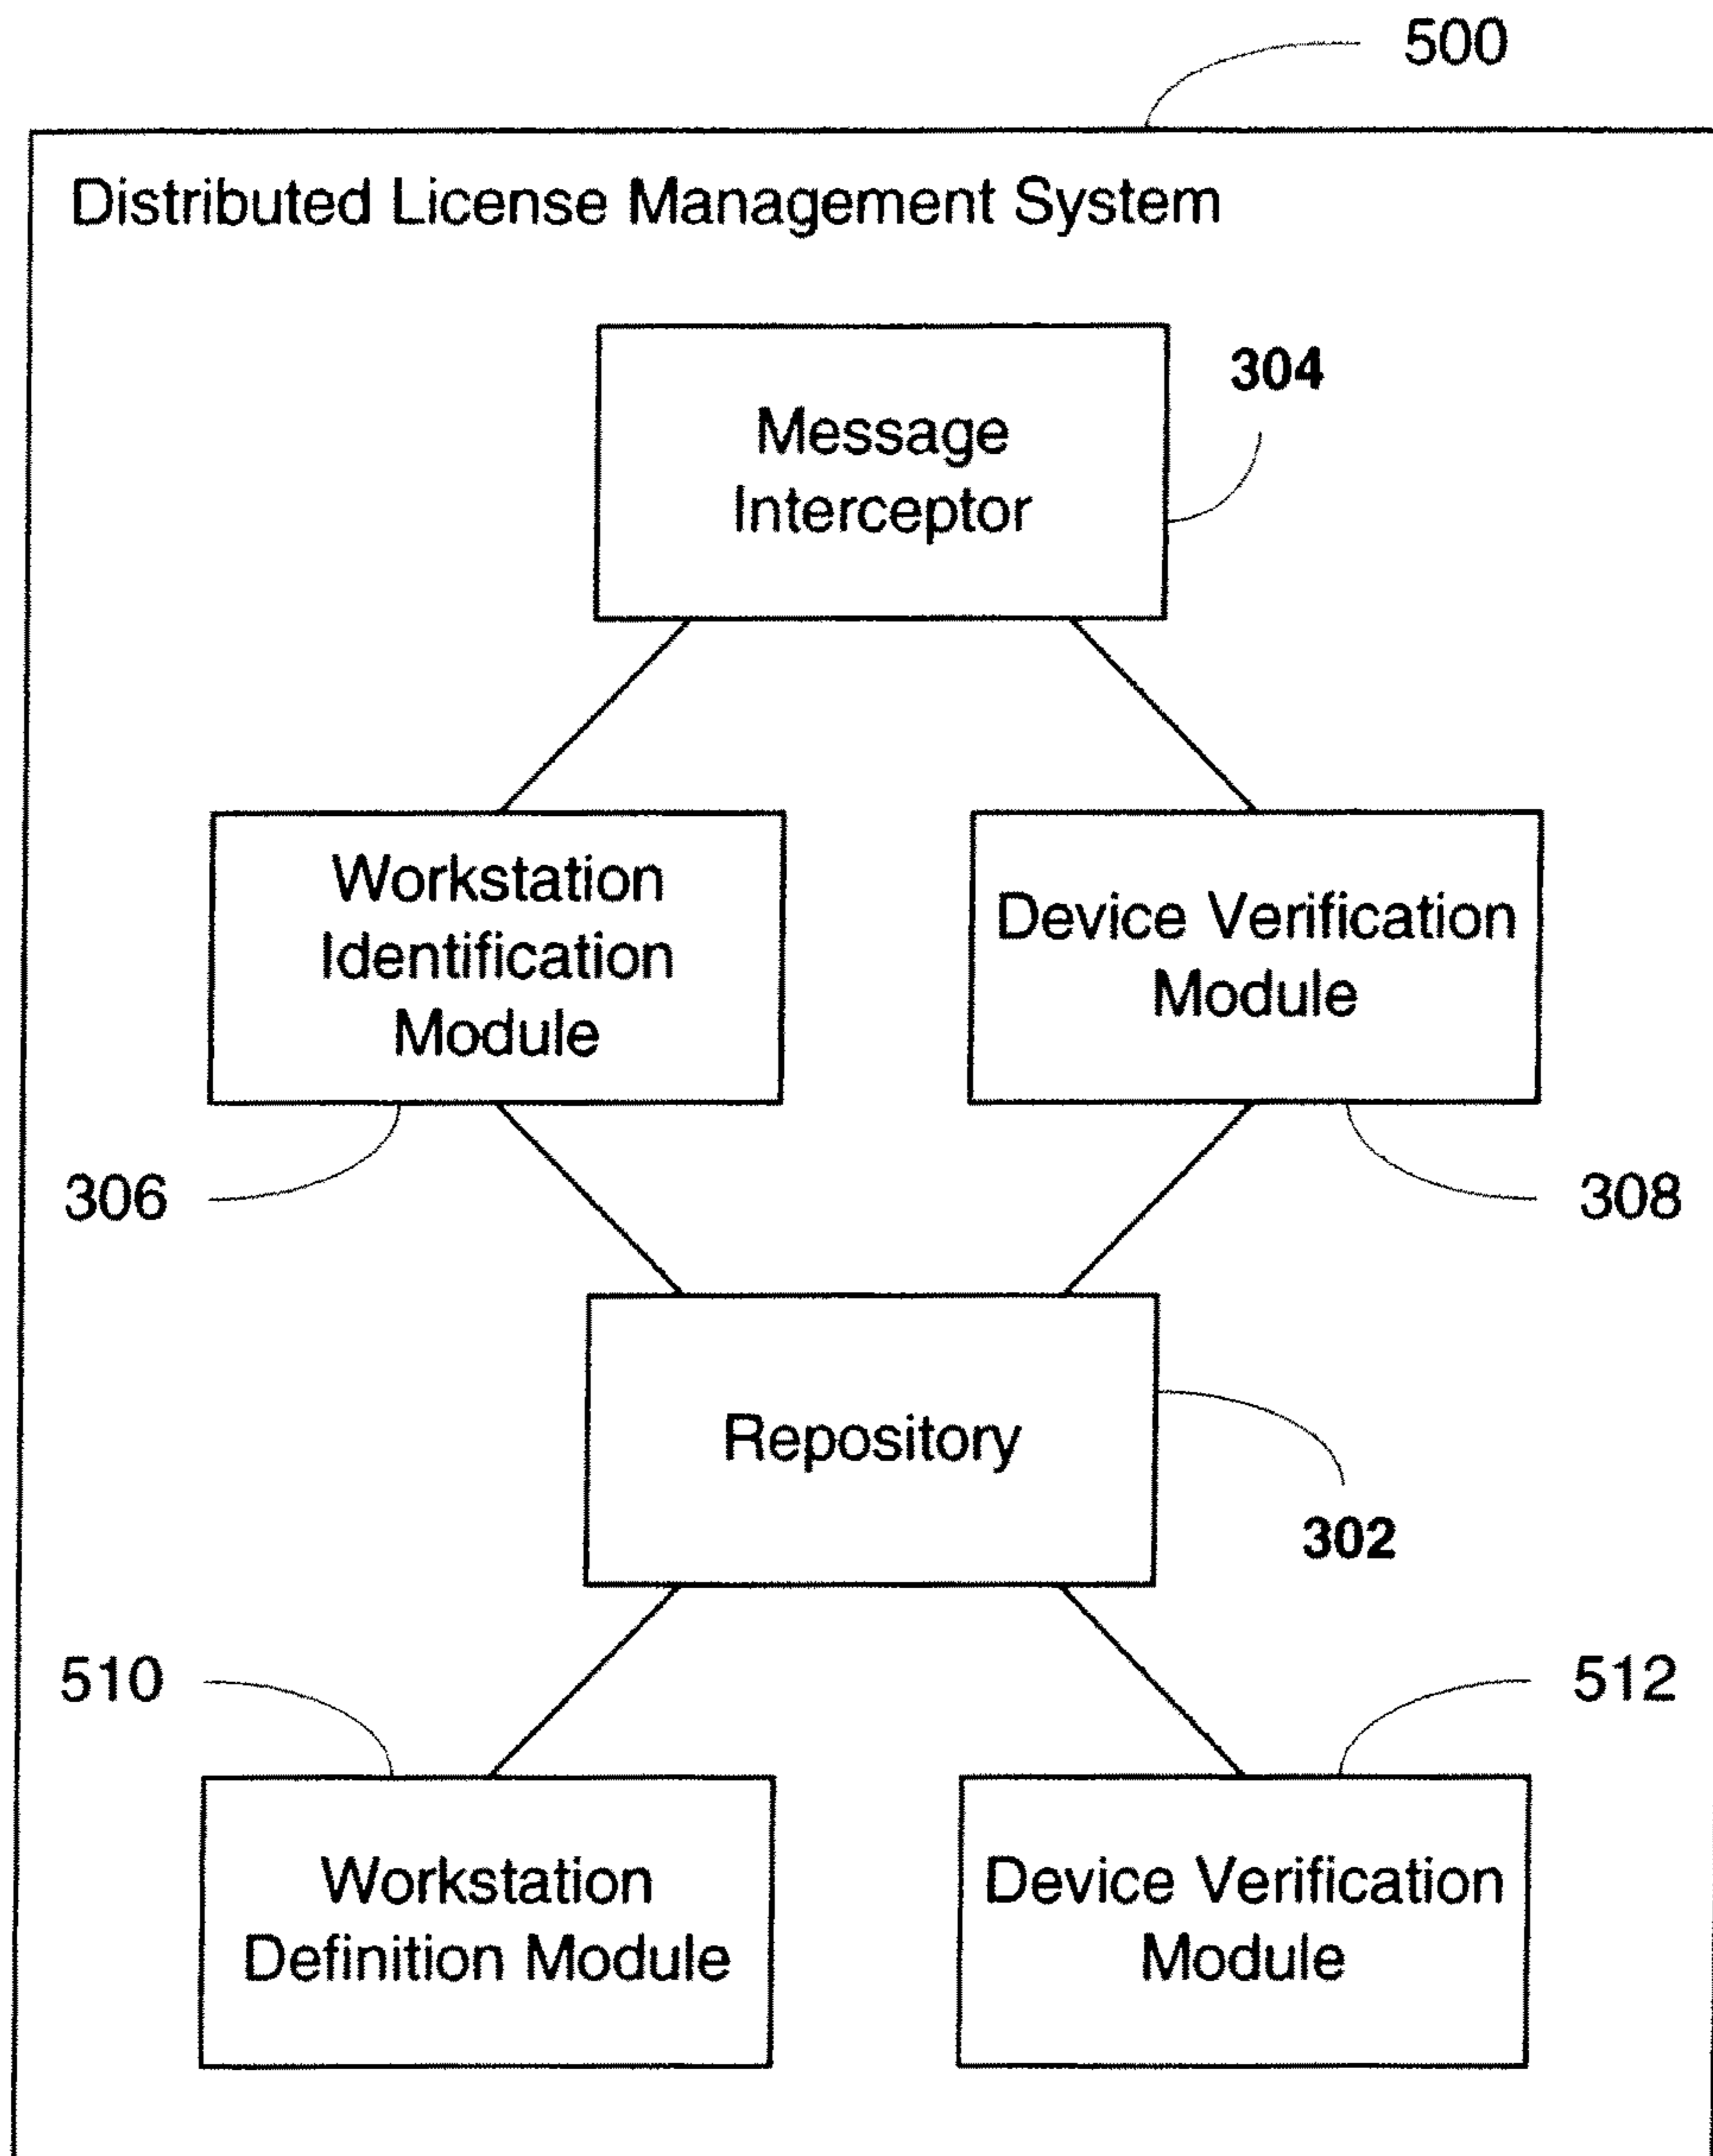 500
Distributed License Management System
304
Message
Interceptor
Workstation
Identification
Module
Device Verification
Module
306
308
Repository
302
510
512
Workstation
Definition Module
Device Verification
Module